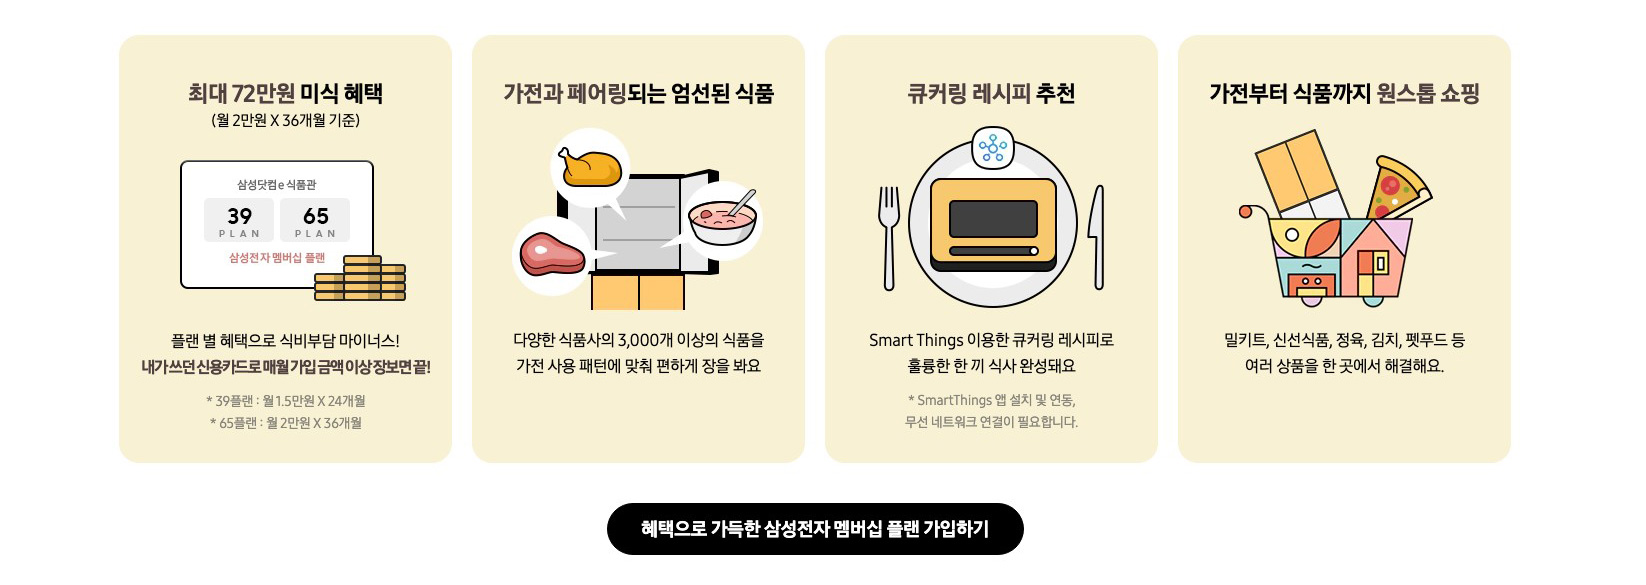 최대 72만원 미식 혜택
(월 2만원 X 36개월 기준)
삼성닷컴e 식품관
39
PLAN
65
PLAN
삼성전자 멤버십 플랜
플랜 별 혜택으로 식비부담 마이너스!
내가 쓰던 신용카드로 매월 가입 금액 이상 장보면 끝!
* 39플랜 : 월 1.5만원 X 24개월
* 65플랜 : 월 2만원 X 36개월
가전과 페어링되는 엄선된 식품
다양한 식품사의 3,000개 이상의 식품을
가전 사용 패턴에 맞춰 편하게 장을 봐요
큐커링 레시피 추천
Smart Things 이용한 큐커링 레시피로
훌륭한 한 끼 식사 완성돼요
* SmartThings 앱 설치 및 연동,
무선 네트워크 연결이 필요합니다.
가전부터 식품까지 원스톱 쇼핑
밀키트, 신선식품, 정육, 김치, 펫푸드 등
여러 상품을 한 곳에서 해결해요.
혜택으로 가득한 삼성전자 멤버십 플랜 가입하기